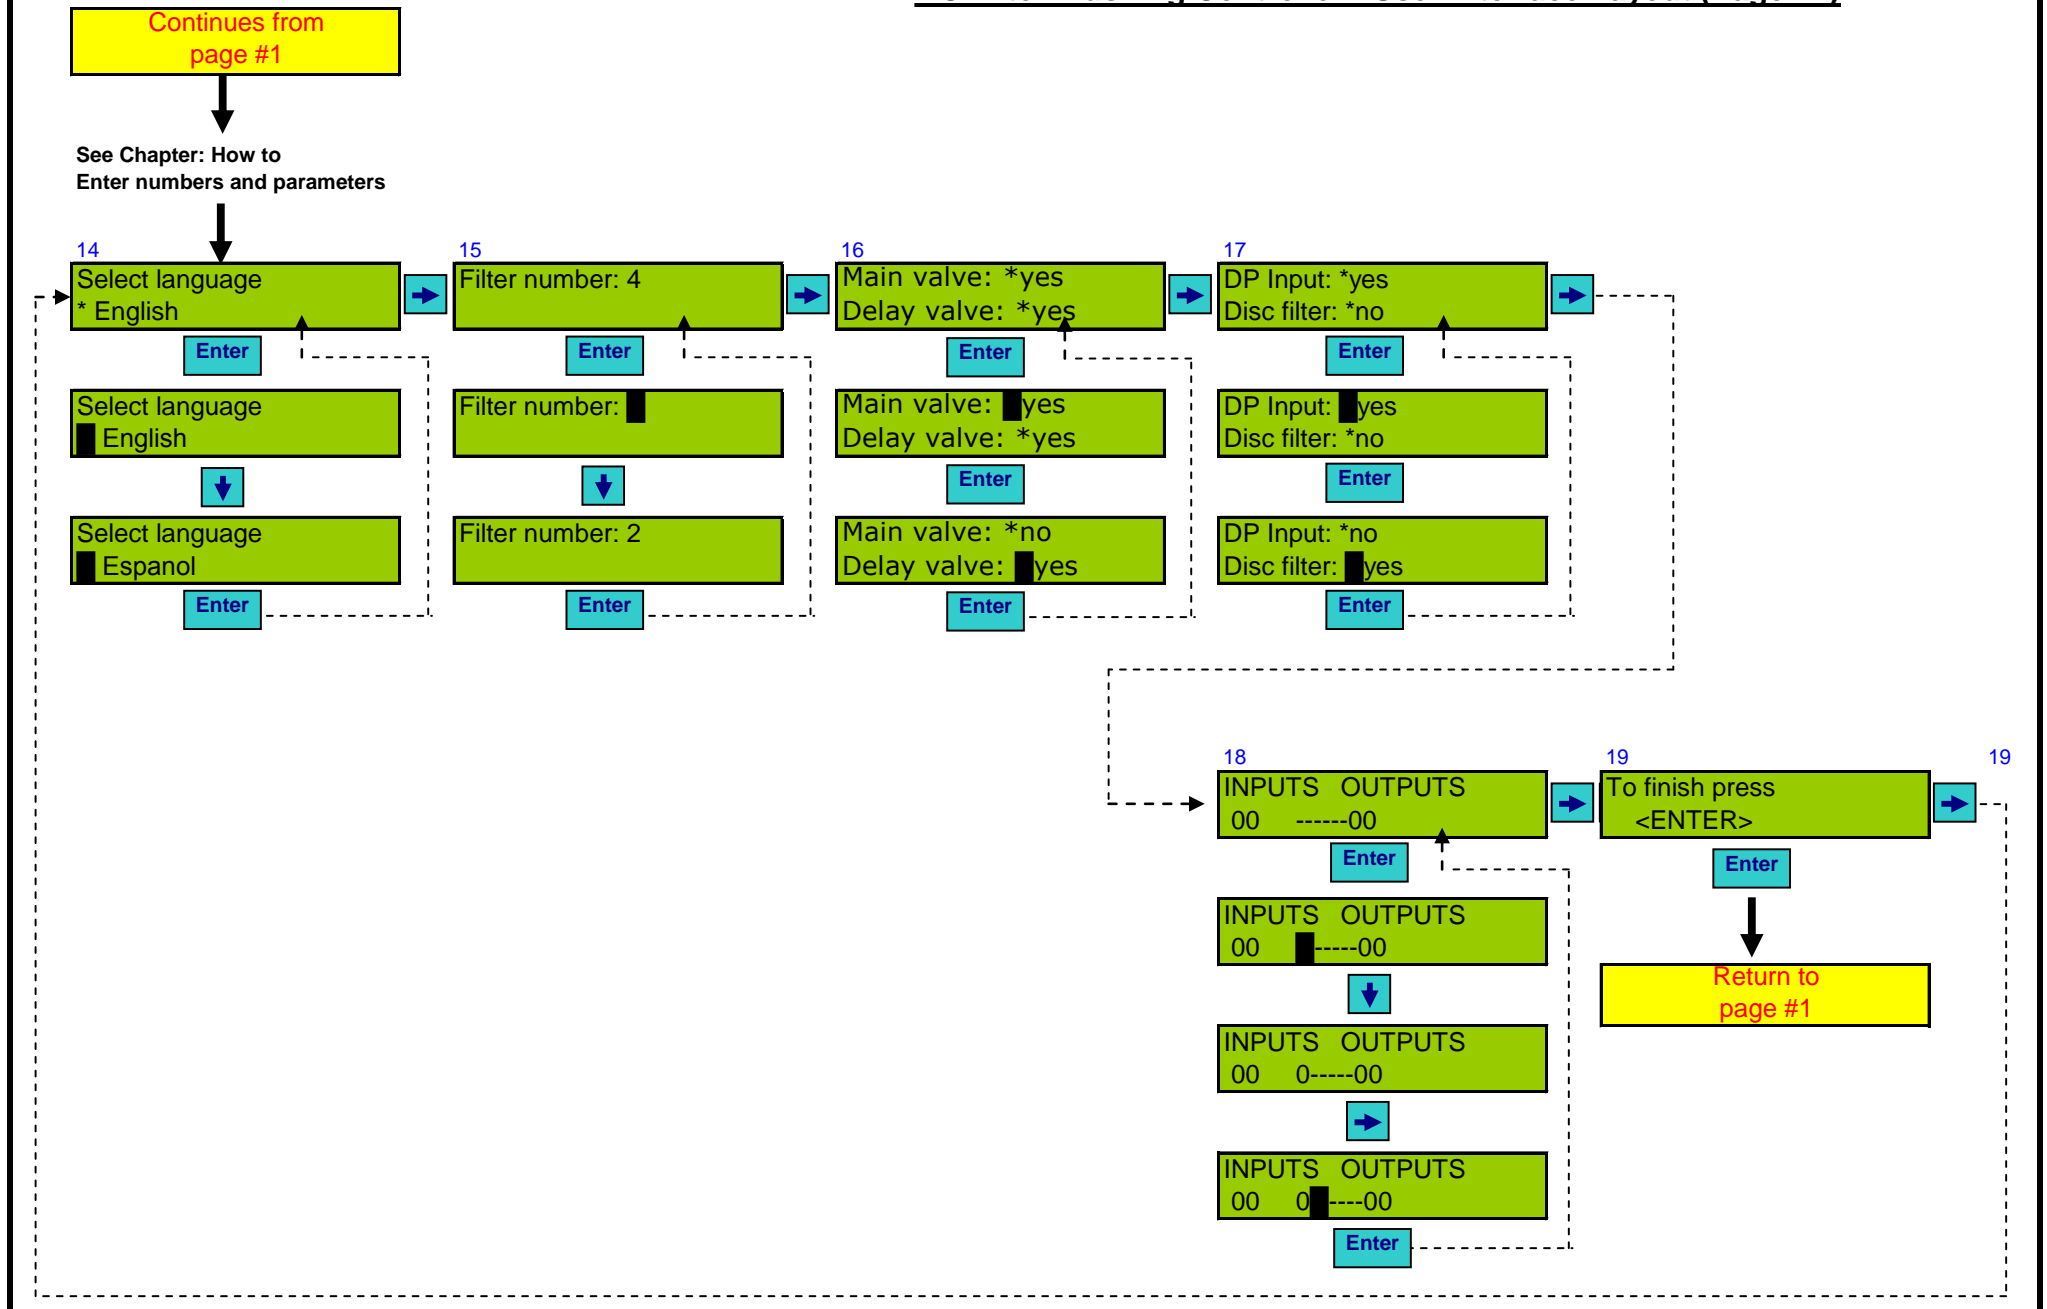 Continues from
page #1
See Chapter: How to
Enter numbers and parameters
14
Select language
* English
Enter
Select language
English
Select language
Espanol
Enter
15
Filter number: 4
Enter
Filter number:
Filter number: 2
Enter
16
Main valve: *yes
Delay valve: *yes
Enter
Main valve: yes
Delay valve: *yes
Enter
Main valve: *no
Delay valve: yes
Enter
17
DP Input: *yes
Disc filter: *no
Enter
DP Input: yes
Disc filter: *no
Enter
DP Input: *no
Disc filter: yes
Enter
18
INPUTS OUTPUTS
00 ------00
Enter
INPUTS OUTPUTS
00 -----00
INPUTS OUTPUTS
00 0-----00
INPUTS OUTPUTS
00 0----00
Enter
19
To finish press
<ENTER>
Enter
Return to
page #1
19